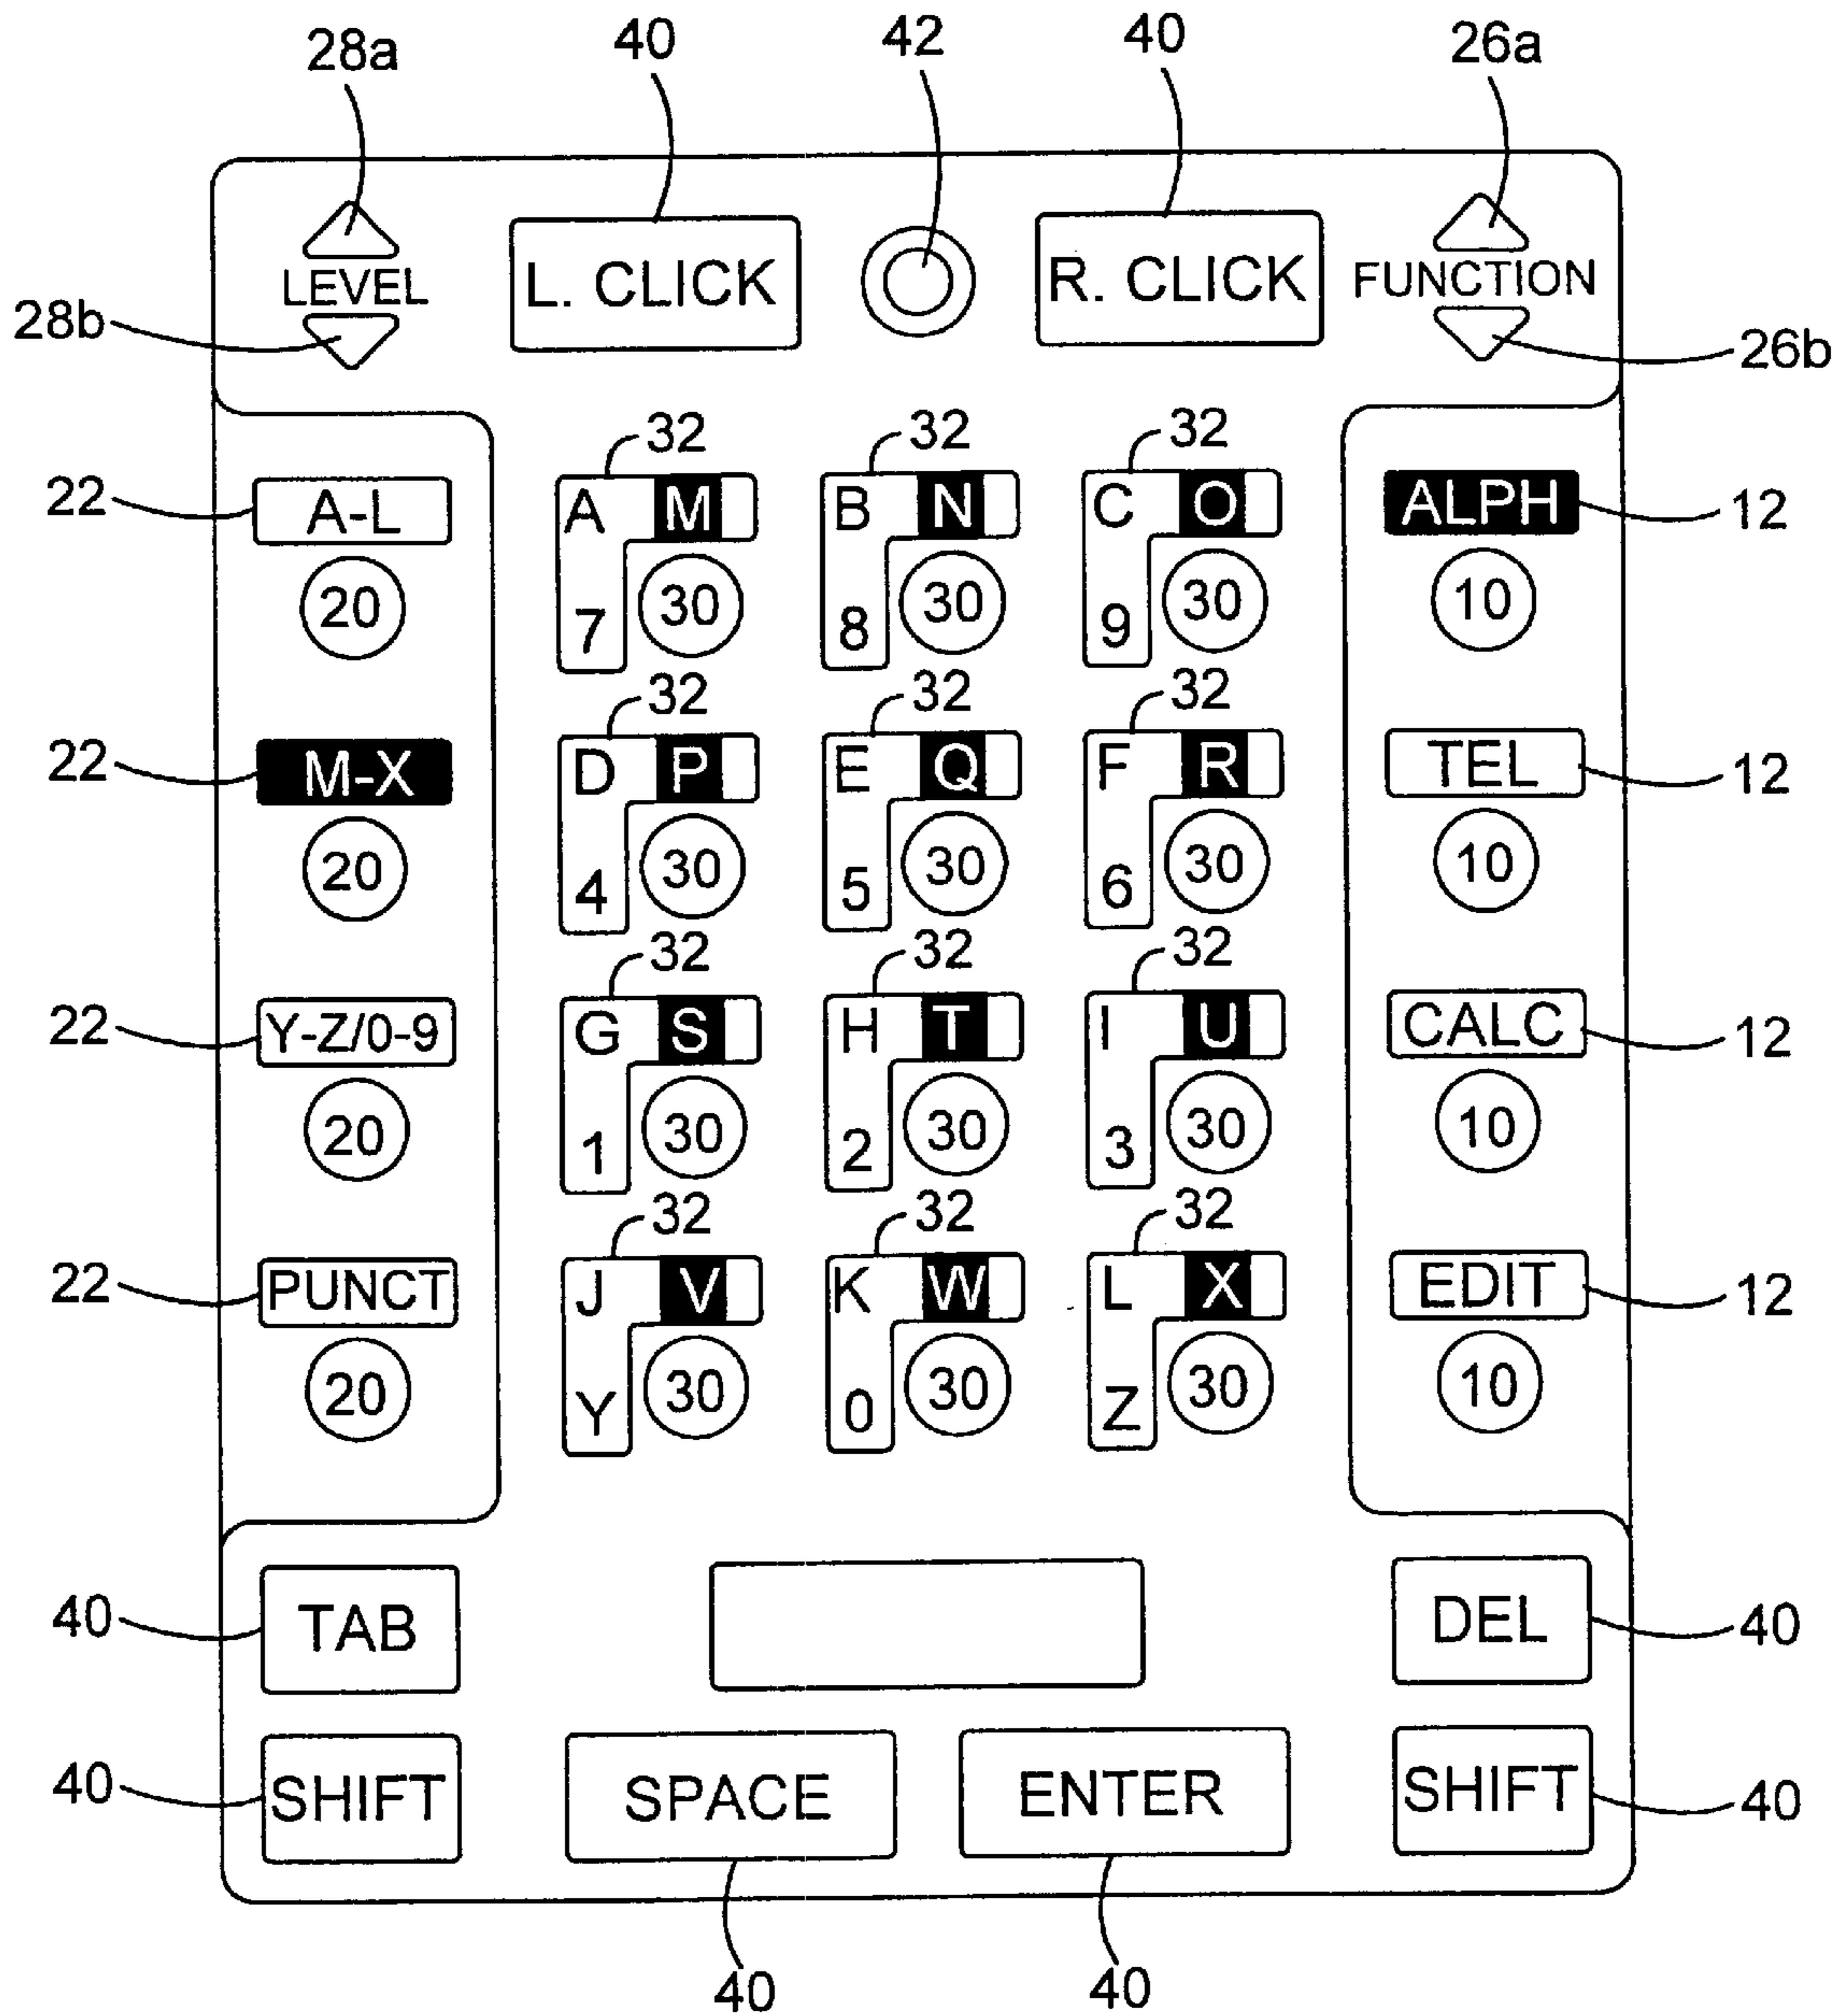 28a 40 42 40 26a
L. CLICK R. CLICK
LEVEL FUNCTION
28b 26b
32 32 32
22 A-L A M B N C O ALPH 12
20 7 30 8 30 9 30 10
32 32 32
22 M-X D P E Q F R TEL 12
20 4 30 5 30 6 30 10
32 32 32
22 Y-Z/0-9 G S H T I U CALC 12
20 1 30 2 30 3 30 10
32 32 32
22 PUNCT J V K W L X EDIT 12
20 Y 30 0 30 Z 30 10
40 TAB DEL 40
40 SHIFT SPACE ENTER SHIFT 40
40 40